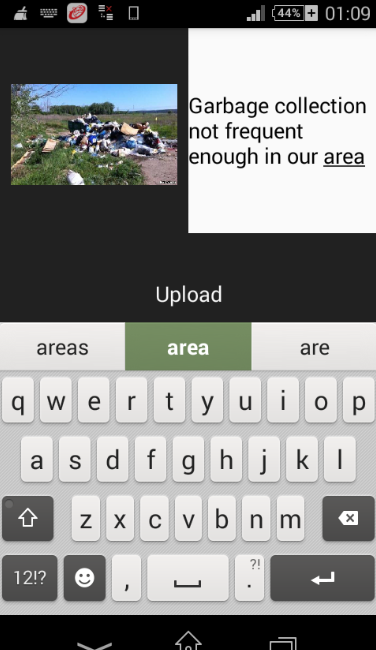 44%
01:09
Garbage collection
not frequent
enough in our area
Upload
areas area are
q w e r t y u i o p
a s d f g h j k l
z x c v b n m
?!
12!? , .